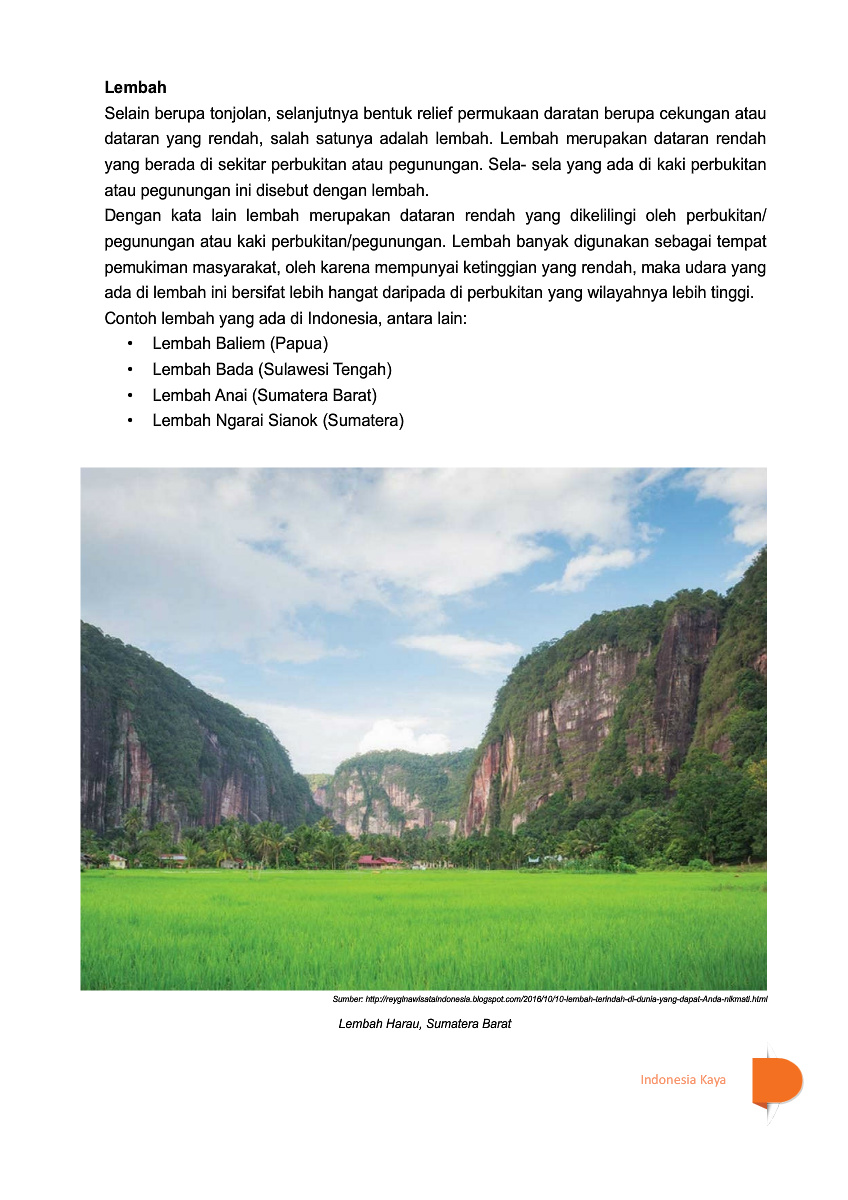 Lembah
Selain berupa tonjolan, selanjutnya bentuk relief permukaan daratan berupa cekungan atau
dataran yang rendah, salah satunya adalah lembah. Lembah merupakan dataran rendah
yang berada di sekitar perbukitan atau pegunungan. Sela- sela yang ada di kaki perbukitan
atau pegunungan ini disebut dengan lembah.
Dengan kata lain lembah merupakan dataran rendah yang dikelilingi oleh perbukitan/
pegunungan atau kaki perbukitan/pegunungan. Lembah banyak digunakan sebagai tempat
pemukiman masyarakat, oleh karena mempunyai ketinggian yang rendah, maka udara yang
ada di lembah ini bersifat lebih hangat daripada di perbukitan yang wilayahnya lebih tinggi.
Contoh lembah yang ada di Indonesia, antara lain:
• Lembah Baliem (Papua)
• Lembah Bada (Sulawesi Tengah)
• Lembah Anai (Sumatera Barat)
• Lembah Ngarai Sianok (Sumatera)
Sumber: http://reyginawisataindonesia.blogspot.com/2016/10/10-lembah-terindah-di-dunia-yang-dapat-Anda-nikmati.html
Lembah Harau, Sumatera Barat
Indonesia Kaya